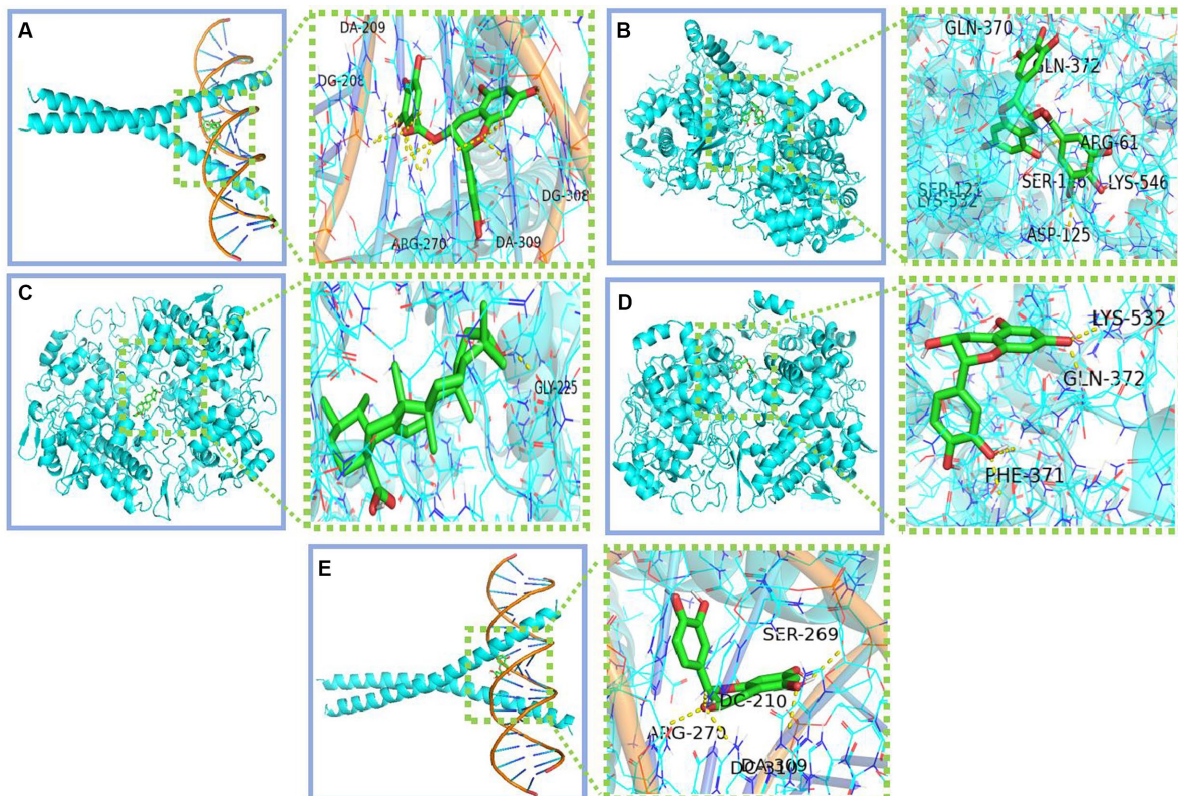 A
DA-209
DG-208
ARG-270
DA-309
DG-308
B
GLN-370
GLN-372
ARG-61
SER-121
LYS-532
LYS-546
ASP-125
C
GLY-225
D
LYS-532
GLN-372
PHE-371
E
SER-269
DC-210
ARG-270
DA-309